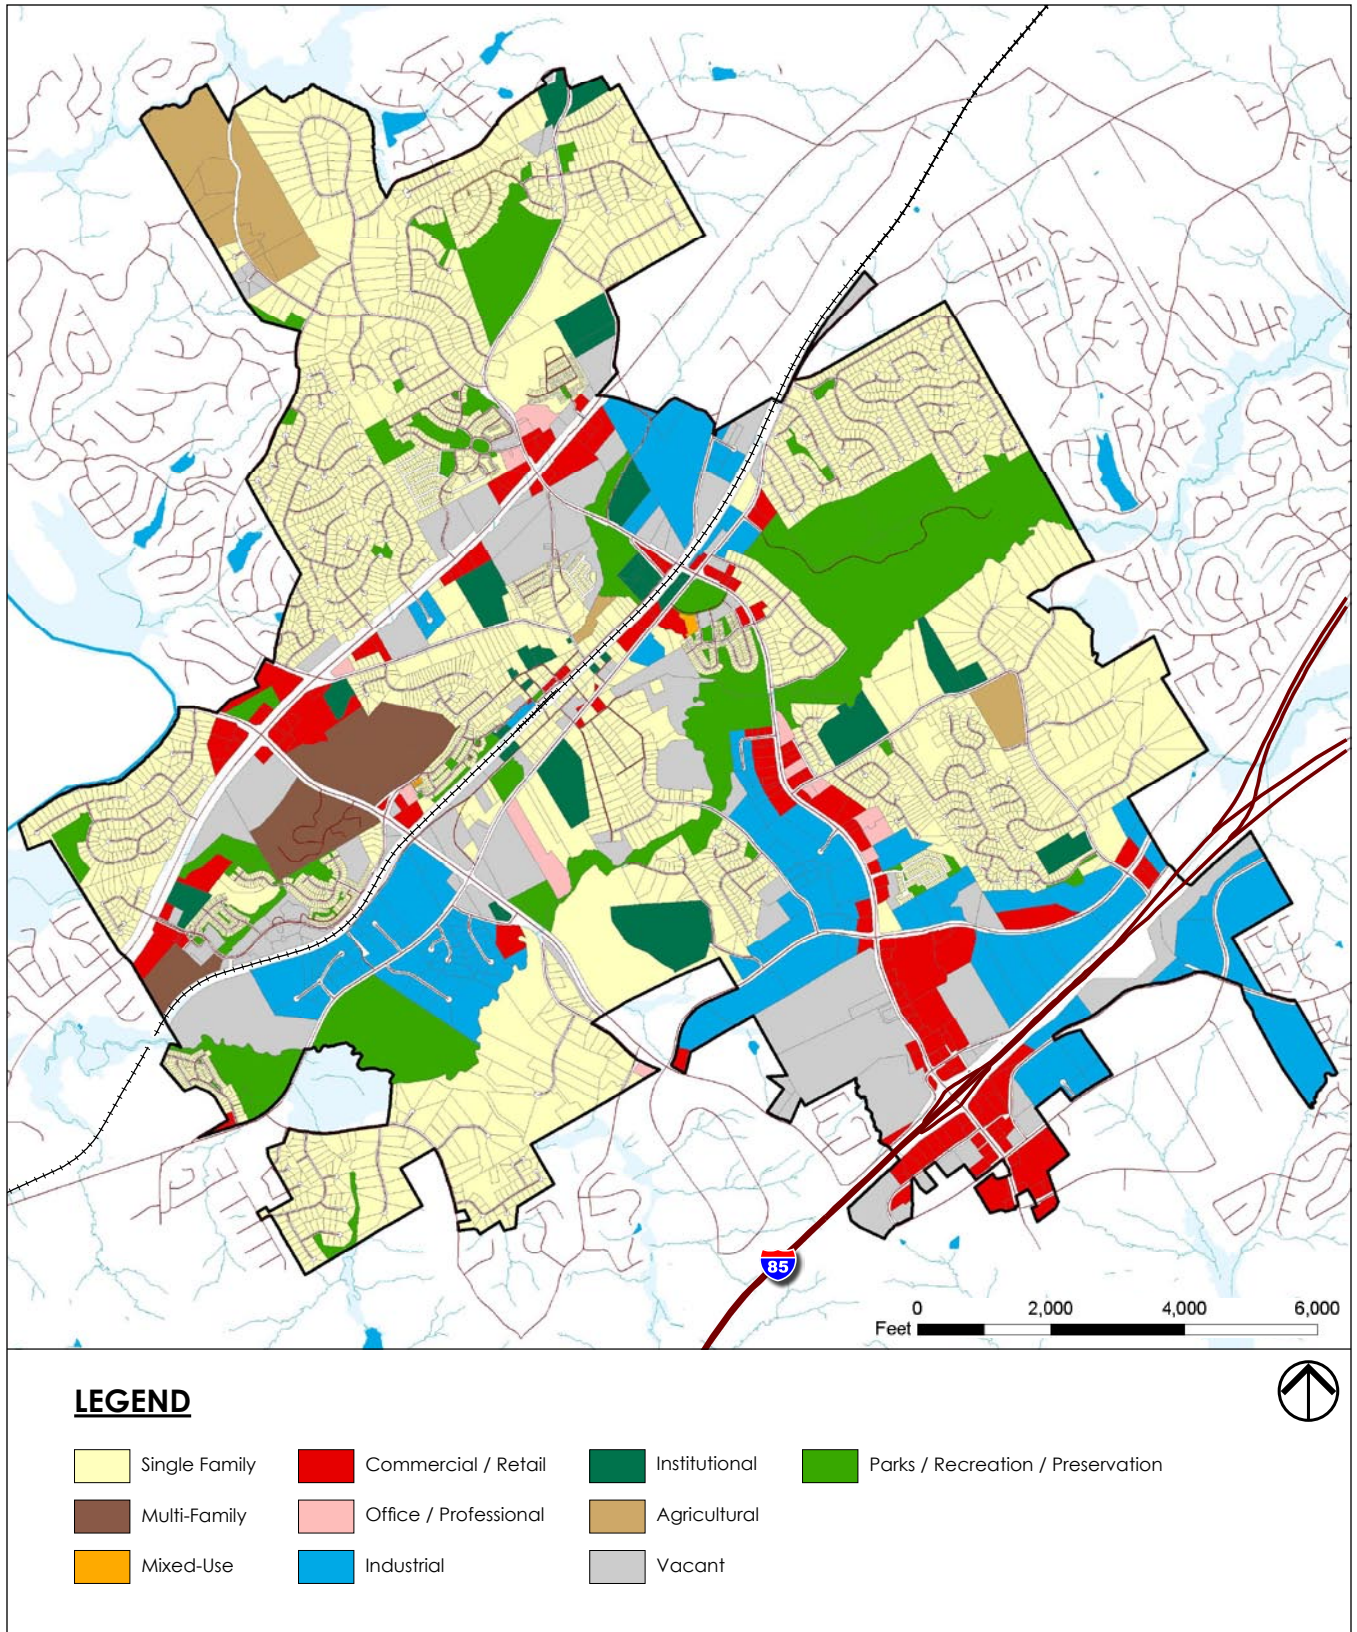 85
0 2,000 4,000 6,000
Feet
LEGEND
Single Family Commercial / Retail Institutional Parks / Recreation / Preservation
Multi-Family Office / Professional Agricultural
Mixed-Use Industrial Vacant